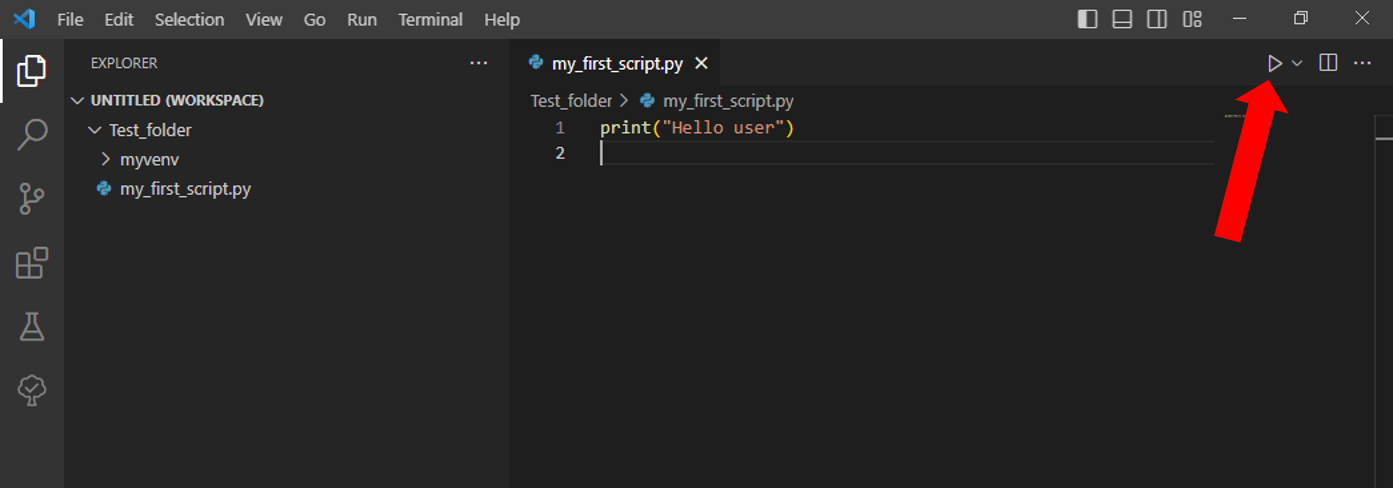 File Edit Selection View Go Run Terminal Help
EXPLORER
UNTITLED (WORKSPACE)
Test_folder
myvenv
my_first_script.py
my_first_script.py
Test_folder > my_first_script.py
1 print("Hello user")
2